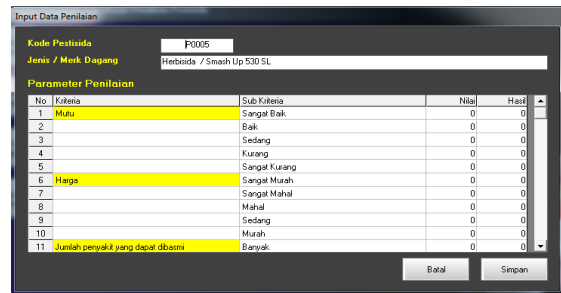 Input Data Penilaian
Kode Pestisida P0005
Jenis / Merk Dagang Herbisida / Smash Up 530 SL
Parameter Penilaian
No Kriteria Sub Kriteria Nilai Hasil
1 Mutu Sangat Baik 0 0
2 Baik 0 0
3 Sedang 0 0
4 Kurang 0 0
5 Sangat Kurang 0 0
6 Harga Sangat Murah 0 0
7 Sangat Mahal 0 0
8 Mahal 0 0
9 Sedang 0 0
10 Murah 0 0
11 Jumlah penyakit yang dapat dibasmi Banyak 0 0
Batal Simpan